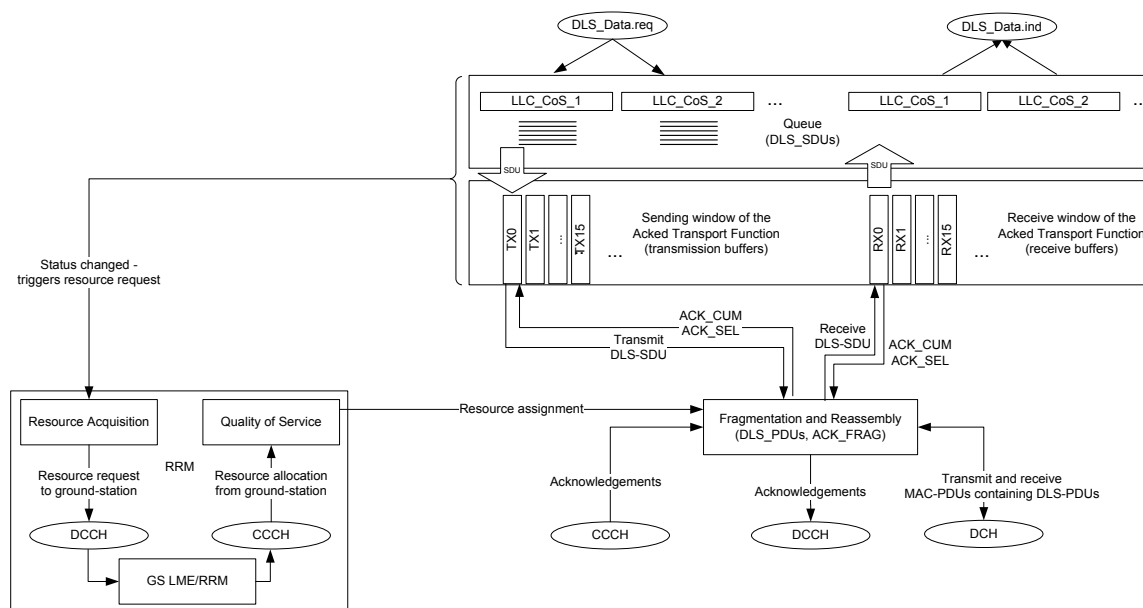 DLS_Data.req
DLS_Data.ind
LLC_CoS_1
LLC_CoS_2
...
LLC_CoS_1
LLC_CoS_2
...
Queue
(DLS_SDUs)
SDU
SDU
TX0
TX1
...
TX15
...
Sending window of the
Acked Transport Function
(transmission buffers)
RX0
RX1
...
RX15
...
Receive window of the
Acked Transport Function
(receive buffers)
Status changed -
triggers resource request
ACK_CUM
ACK_SEL
Transmit
DLS-SDU
Receive
DLS-SDU
ACK_CUM
ACK_SEL
Resource Acquisition
Quality of Service
Resource assignment
Fragmentation and Reassembly
(DLS_PDUs, ACK_FRAG)
RRM
Resource request
to ground-station
Resource allocation
from ground-station
Acknowledgements
Acknowledgements
Transmit and receive
MAC-PDUs containing DLS-PDUs
DCCH
CCCH
CCCH
DCCH
DCH
GS LME/RRM